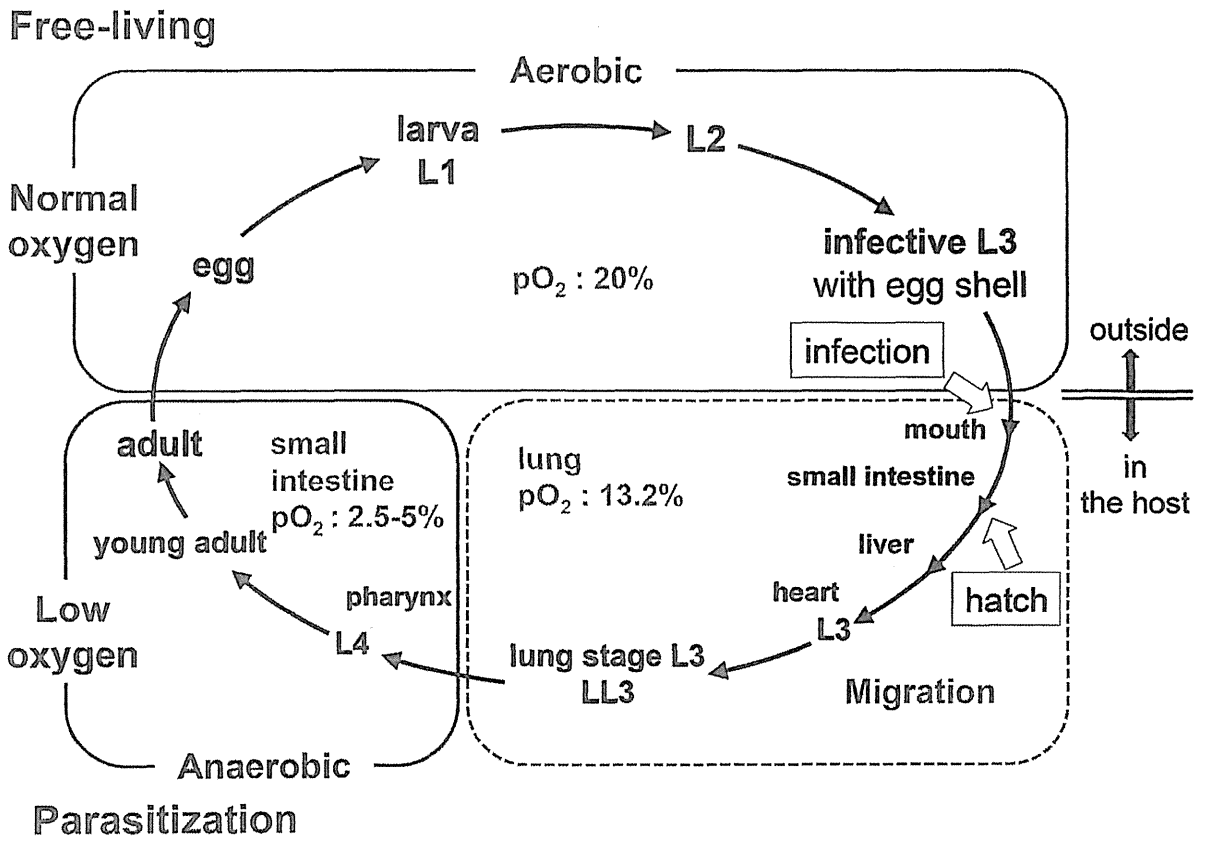 Free-living
Aerobic
larva
L1
L2
Normal
oxygen
egg
infective L3
with egg shell
pO₂ : 20%
infection
outside
in
the host
mouth
small intestine
liver
hatch
heart
L3
lung
pO₂ : 13.2%
lung stage L3
LL3
Migration
adult
small
intestine
pO₂ : 2.5-5%
young adult
pharynx
L4
Low
oxygen
Anaerobic
Parasitization